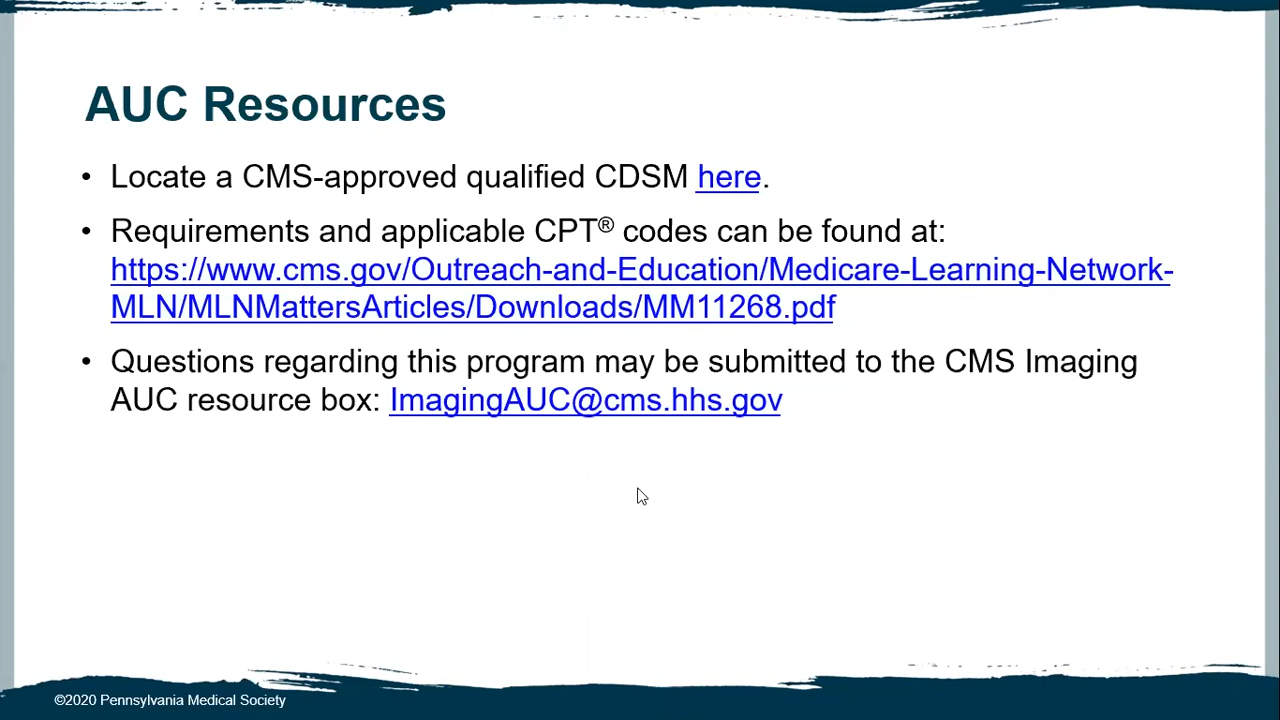 AUC Resources
• Locate a CMS-approved qualified CDSM here.
• Requirements and applicable CPT® codes can be found at:
https://www.cms.gov/Outreach-and-Education/Medicare-Learning-Network-
MLN/MLNMattersArticles/Downloads/MM11268.pdf
• Questions regarding this program may be submitted to the CMS Imaging
AUC resource box: ImagingAUC@cms.hhs.gov
©2020 Pennsylvania Medical Society